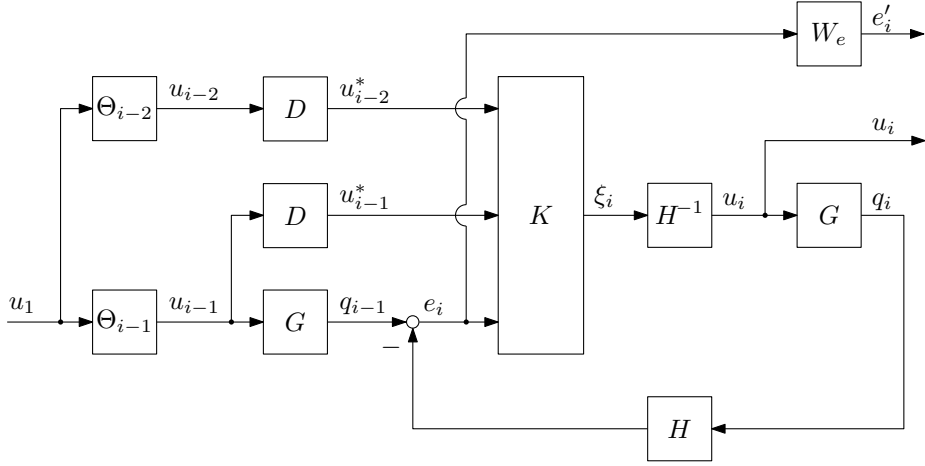 W_e e'_i
Θ_{i−2} u_{i−2} D u^*_{i−2}
u_i
D u^*_{i−1} K ξ_i H^{−1} u_i G q_i
u_1 Θ_{i−1} u_{i−1} G q_{i−1} e_i
−
H